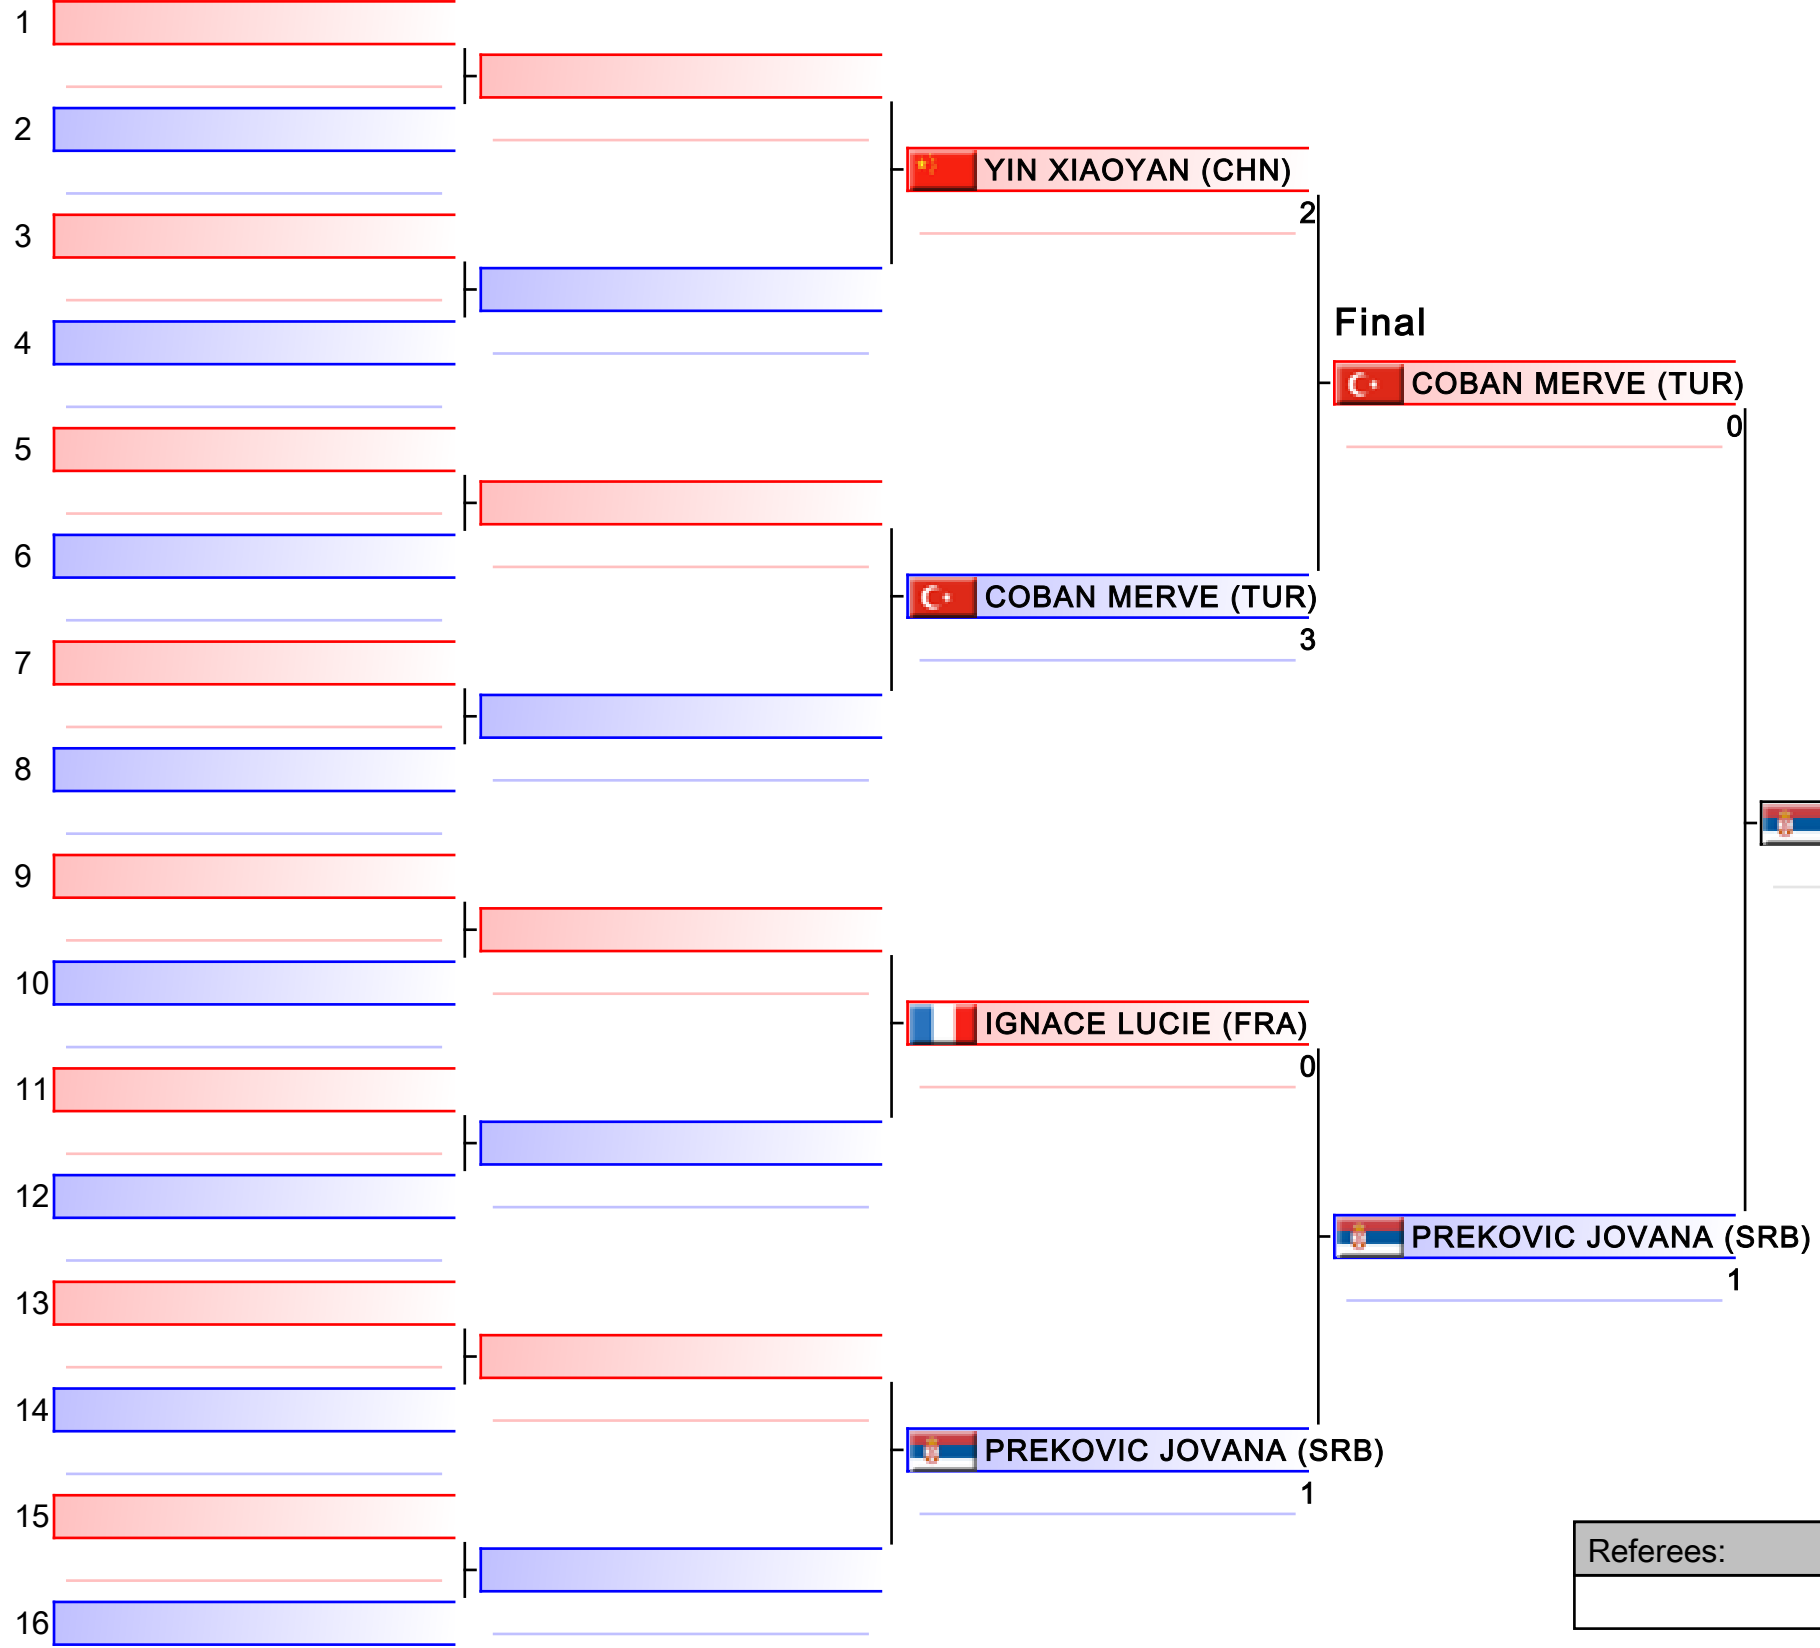 1
2
3
4
5
6
7
8
9
10
11
12
13
14
15
16
YIN XIAOYAN (CHN)
2
COBAN MERVE (TUR)
3
IGNACE LUCIE (FRA)
0
PREKOVIC JOVANA (SRB)
1
Final
COBAN MERVE (TUR)
0
PREKOVIC JOVANA (SRB)
1
Referees: